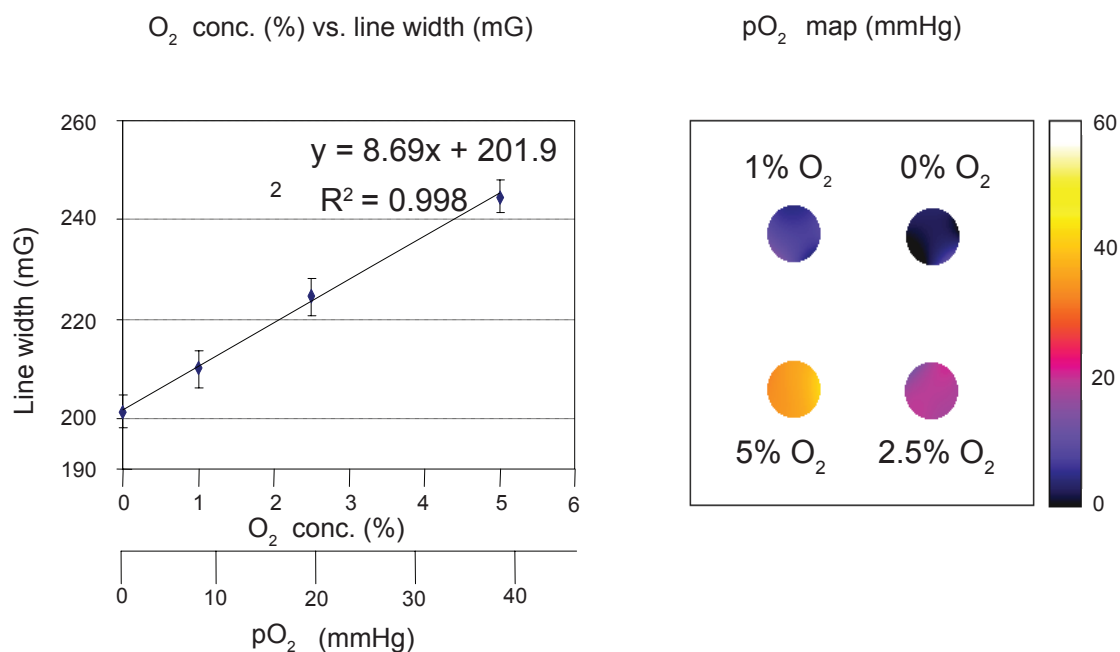 O₂ conc. (%) vs. line width (mG)
260
240
220
200
190
Line width (mG)
y = 8.69x + 201.9
2
R² = 0.998
0 1 2 3 4 5 6
O₂ conc. (%)
0 10 20 30 40
pO₂ (mmHg)
pO₂ map (mmHg)
1% O₂ 0% O₂
5% O₂ 2.5% O₂
60
40
20
0